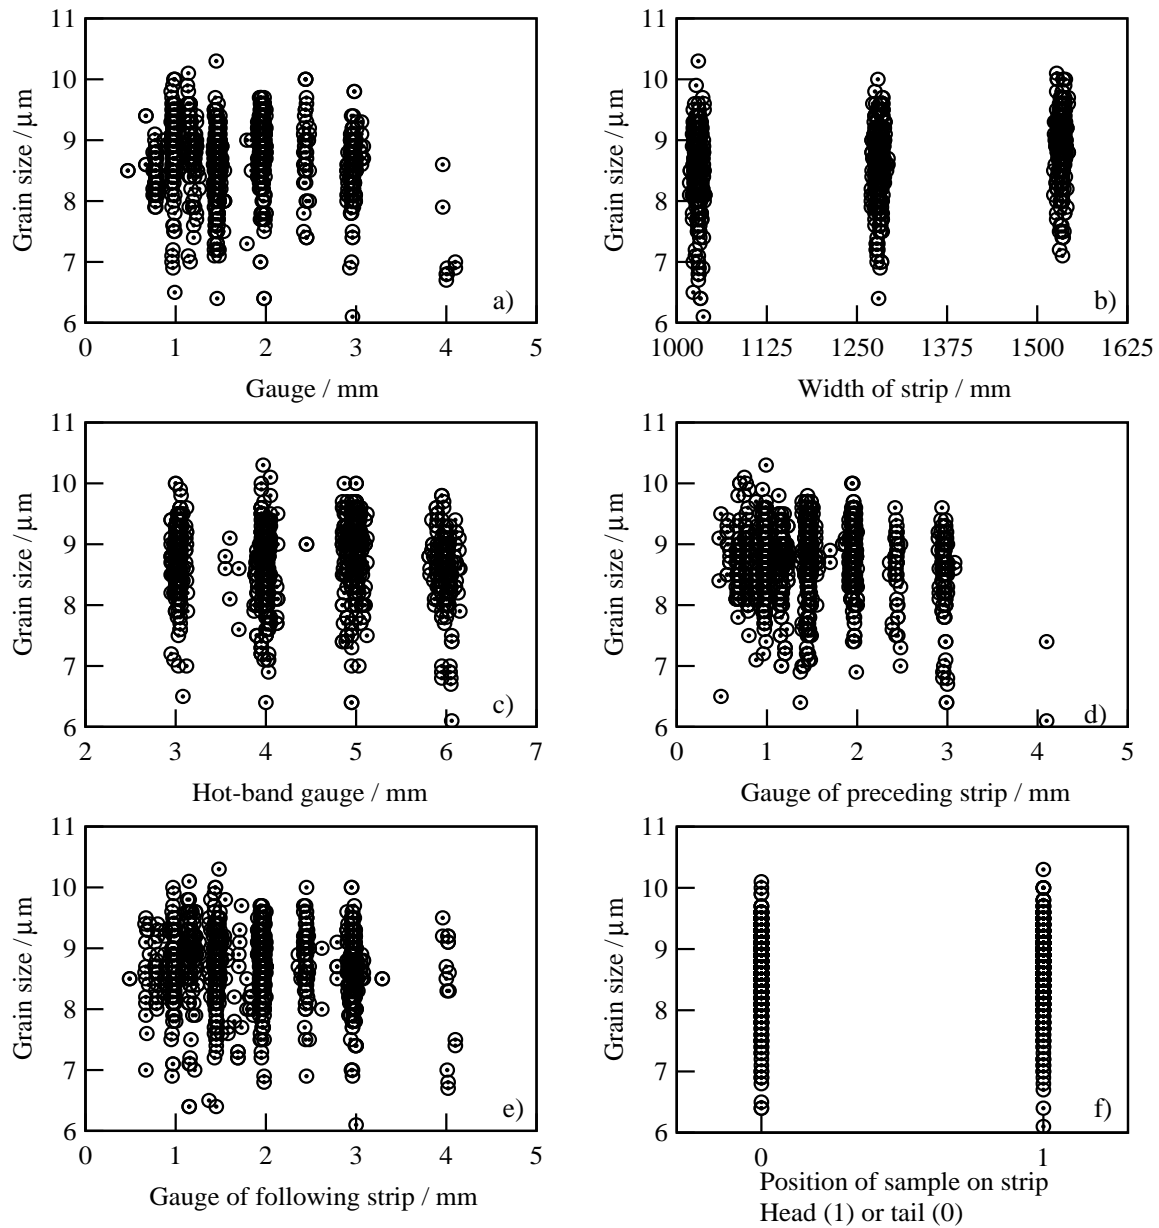 11
10
9
8
7
6
Grain size /µm
a)
0 1 2 3 4 5
Gauge / mm
11
10
9
8
7
6
Grain size/µm
b)
1000 1125 1250 1375 1500 1625
Width of strip / mm
11
10
9
8
7
6
Grain size/µm
c)
2 3 4 5 6 7
Hot-band gauge / mm
11
10
9
8
7
6
Grain size/µm
d)
0 1 2 3 4 5
Gauge of preceding strip / mm
11
10
9
8
7
6
Grain size /µm
e)
0 1 2 3 4 5
Gauge of following strip / mm
11
10
9
8
7
6
Grain size /µm
f)
0 1
Position of sample on strip
Head (1) or tail (0)